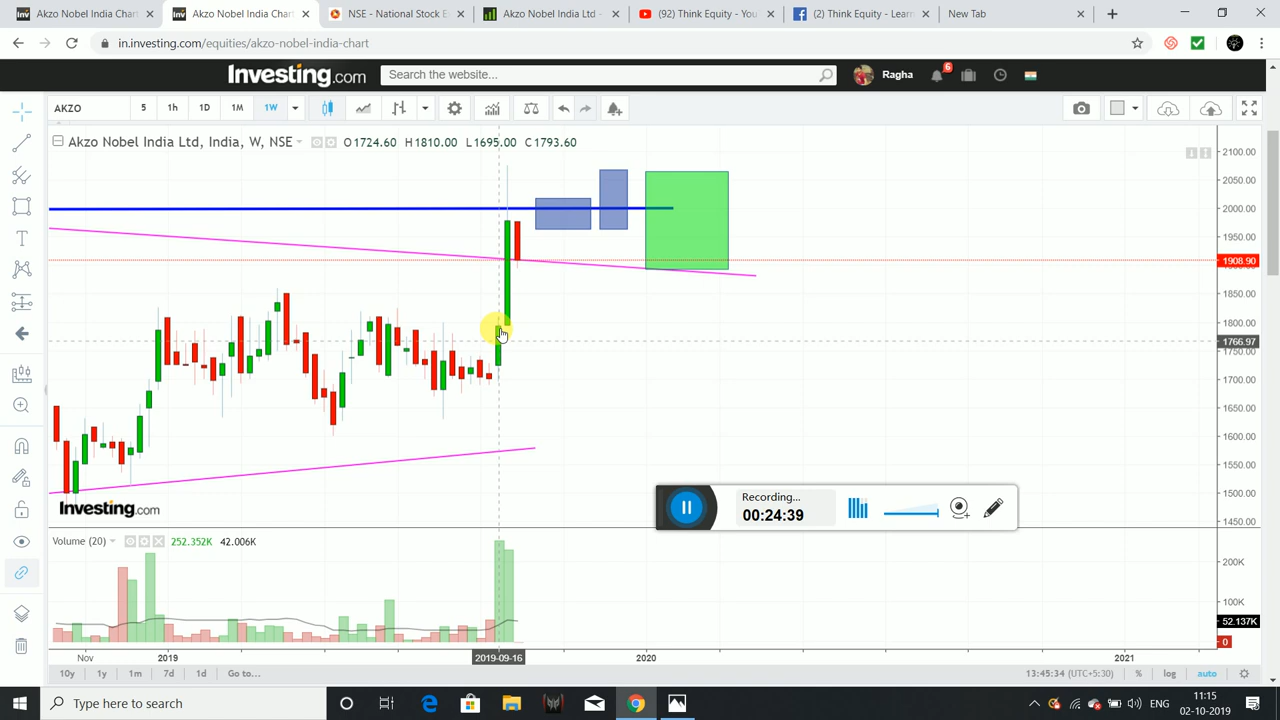 Akzo Nobel India Chart
Akzo Nobel India Chart
NSE - National Stock E
Akzo Nobel India Ltd -
(92) Think Equity - You
(2) Think Equity - Lear
New Tab
in.investing.com/equities/akzo-nobel-india-chart
Investing.com
Search the website...
Ragha
6
AKZO
5
1h
1D
1M
1W
Akzo Nobel India Ltd, India, W, NSE
O1724.60 H1810.00 L1695.00 C1793.60
2100.00
2050.00
2000.00
1950.00
1908.90
1850.00
1800.00
1766.97
1750.00
1700.00
1650.00
1600.00
1550.00
1500.00
1450.00
Investing.com
Recording...
00:24:39
Volume (20)
252.352K
42.006K
200K
100K
52.137K
0
Nov
2019
2019-09-16
2020
2021
10y
1y
1m
7d
1d
Go to...
13:45:34 (UTC+5:30)
%
log
auto
Type here to search
ENG
11:15
02-10-2019